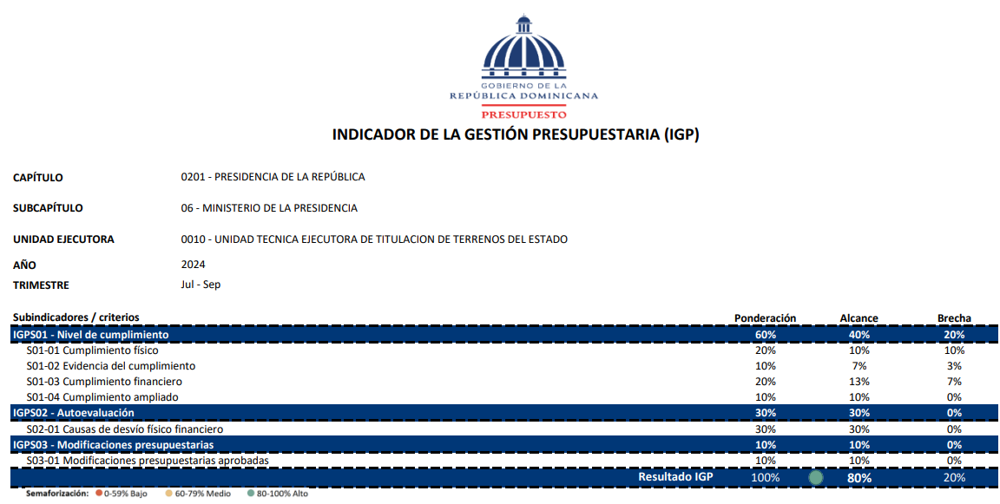 GOBIERNO DE LA
REPÚBLICA DOMINICANA
PRESUPUESTO
INDICADOR DE LA GESTIÓN PRESUPUESTARIA (IGP)
CAPÍTULO 0201 - PRESIDENCIA DE LA REPÚBLICA
SUBCAPÍTULO 06 - MINISTERIO DE LA PRESIDENCIA
UNIDAD EJECUTORA 0010 - UNIDAD TECNICA EJECUTORA DE TITULACION DE TERRENOS DEL ESTADO
AÑO 2024
TRIMESTRE Jul - Sep
Subindicadores / criterios Ponderación Alcance Brecha
IGPS01 - Nivel de cumplimiento 60% 40% 20%
S01-01 Cumplimiento físico 20% 10% 10%
S01-02 Evidencia del cumplimiento 10% 7% 3%
S01-03 Cumplimiento financiero 20% 13% 7%
S01-04 Cumplimiento ampliado 10% 10% 0%
IGPS02 - Autoevaluación 30% 30% 0%
S02-01 Causas de desvío físico financiero 30% 30% 0%
IGPS03 - Modificaciones presupuestarias 10% 10% 0%
S03-01 Modificaciones presupuestarias aprobadas 10% 10% 0%
Resultado IGP 100% 80% 20%
Semaforización: 0-59% Bajo 60-79% Medio 80-100% Alto